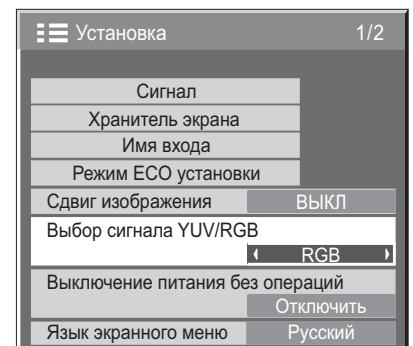 Установка 1/2
Сигнал
Хранитель экрана
Имя входа
Режим ECO установки
Сдвиг изображения ВЫКЛ
Выбор сигнала YUV/RGB
RGB
Выключение питания без операций
Отключить
Язык экранного меню Русский